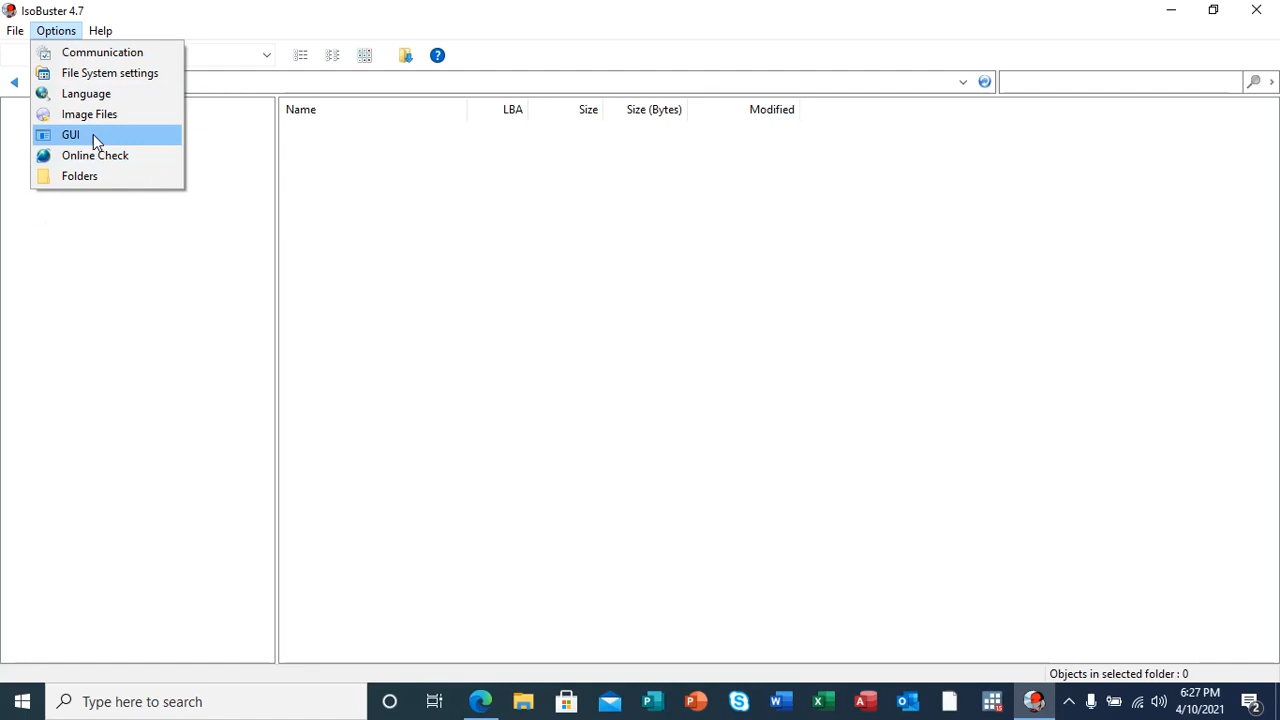 IsoBuster 4.7
File Options Help
Communication
File System settings
Language
Image Files
GUI
Online Check
Folders
Name LBA Size Size (Bytes) Modified
Objects in selected folder : 0
Type here to search
6:27 PM
4/10/2021
2